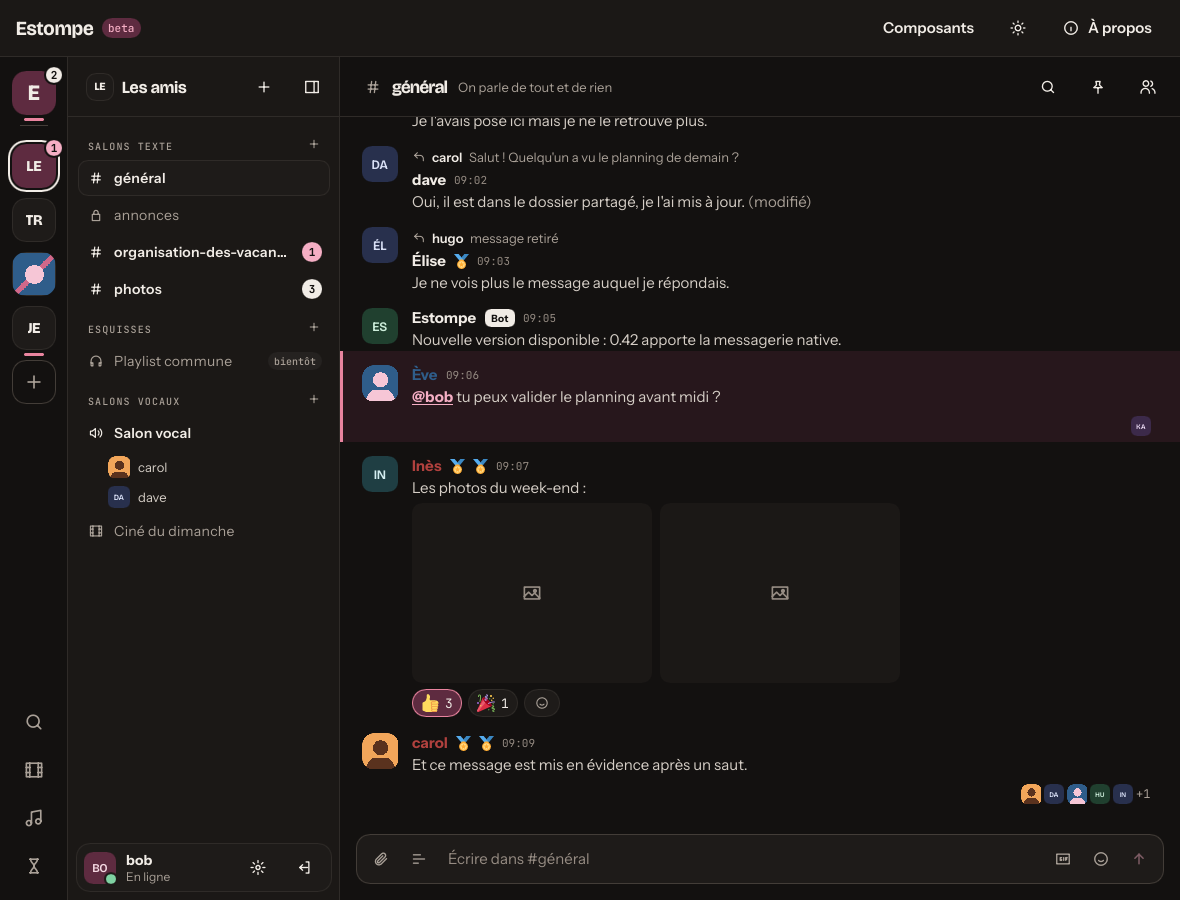 Estompe beta
Composants
À propos
E 2
LE 1
TR
JE
LE Les amis
SALONS TEXTE
# général
annonces
# organisation-des-vacan... 1
# photos 3
ESQUISSES
Playlist commune bientôt
SALONS VOCAUX
Salon vocal
carol
DA dave
Ciné du dimanche
BO bob
En ligne
# général On parle de tout et de rien
Je l'avais posé ici mais je ne le retrouve plus.
carol Salut ! Quelqu'un a vu le planning de demain ?
DA dave 09:02
Oui, il est dans le dossier partagé, je l'ai mis à jour. (modifié)
hugo message retiré
ÉL Élise 09:03
Je ne vois plus le message auquel je répondais.
ES Estompe Bot 09:05
Nouvelle version disponible : 0.42 apporte la messagerie native.
Ève 09:06
@bob tu peux valider le planning avant midi ?
KA
IN Inès 09:07
Les photos du week-end :
3 1
carol 09:09
Et ce message est mis en évidence après un saut.
DA HU IN +1
Écrire dans #général
GIF